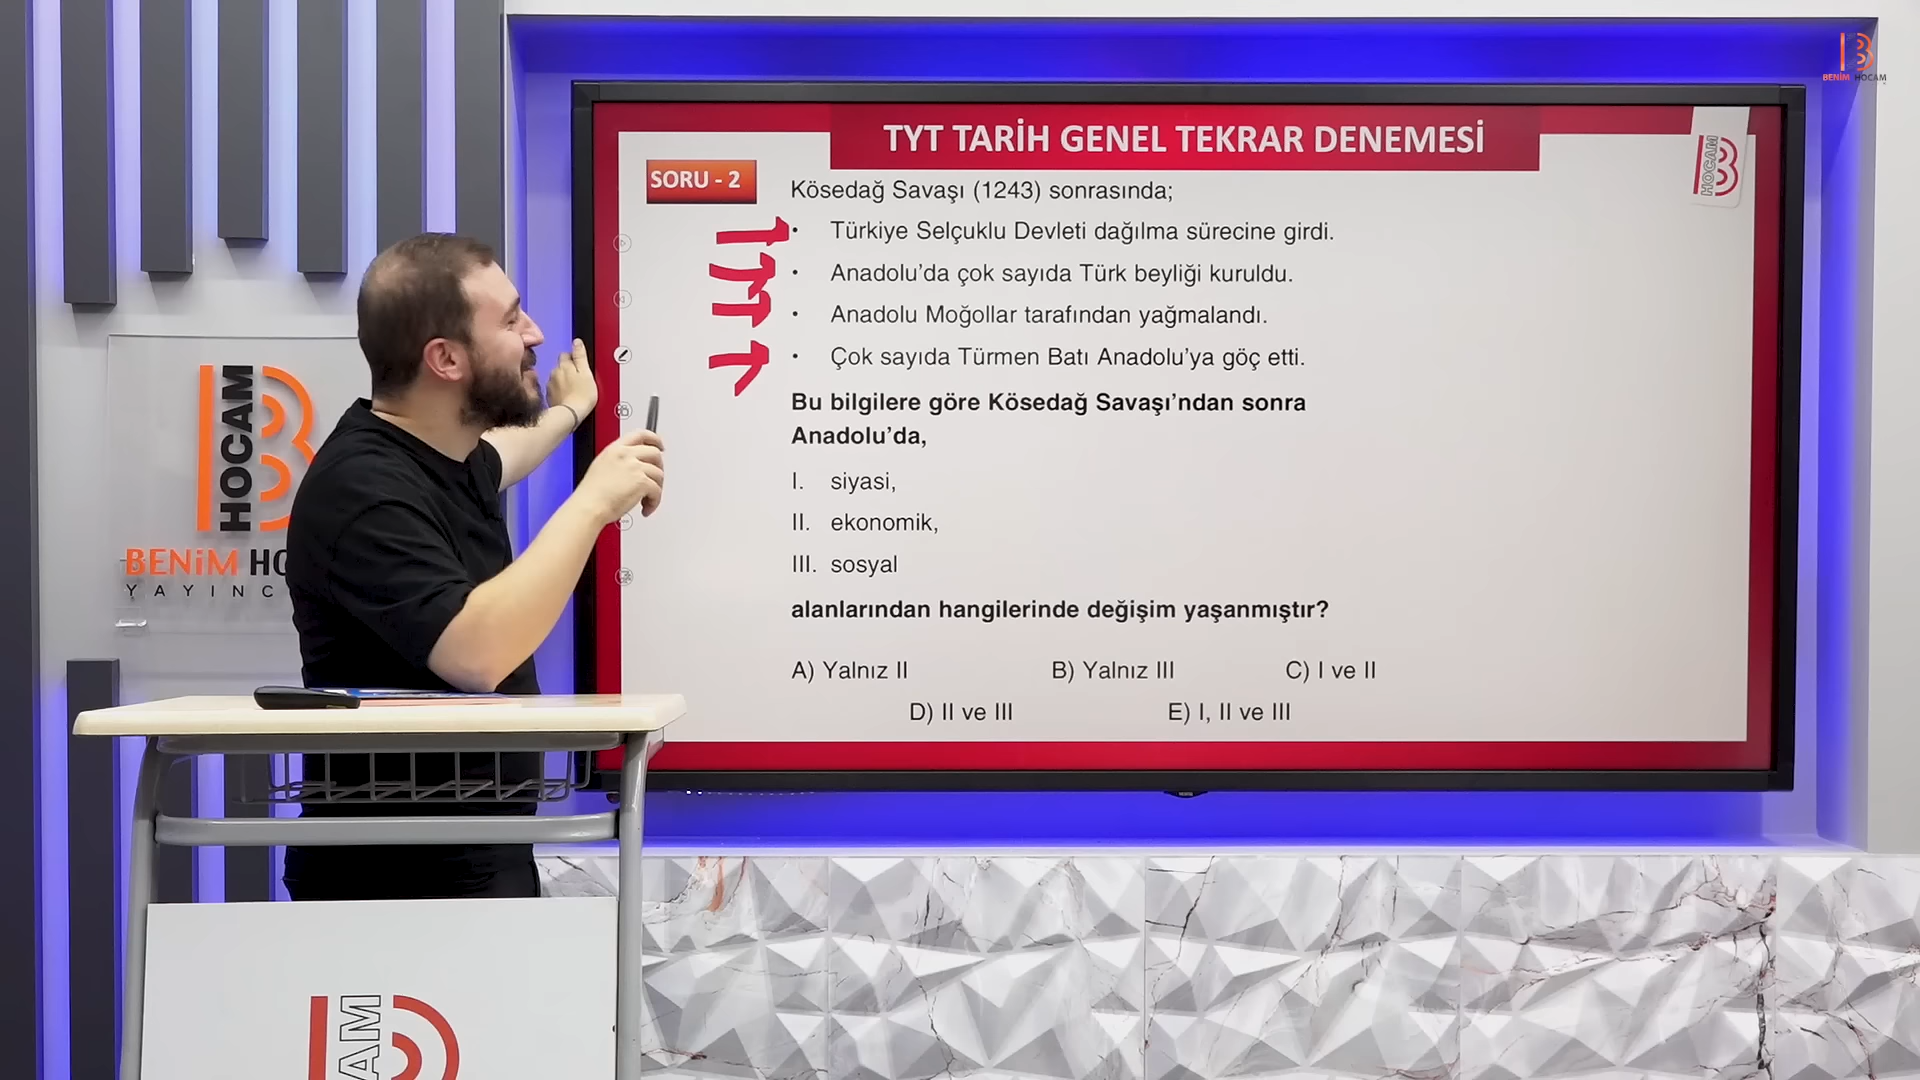 BENİM HOCAM
TYT TARİH GENEL TEKRAR DENEMESİ
HOCAM
SORU - 2
Kösedağ Savaşı (1243) sonrasında;
• Türkiye Selçuklu Devleti dağılma sürecine girdi.
• Anadolu'da çok sayıda Türk beyliği kuruldu.
• Anadolu Moğollar tarafından yağmalandı.
• Çok sayıda Türmen Batı Anadolu'ya göç etti.
Bu bilgilere göre Kösedağ Savaşı'ndan sonra
Anadolu'da,
I. siyasi,
II. ekonomik,
III. sosyal
alanlarından hangilerinde değişim yaşanmıştır?
A) Yalnız II B) Yalnız III C) I ve II
D) II ve III E) I, II ve III
HOCAM
BENİM HO
YAYINC
AM